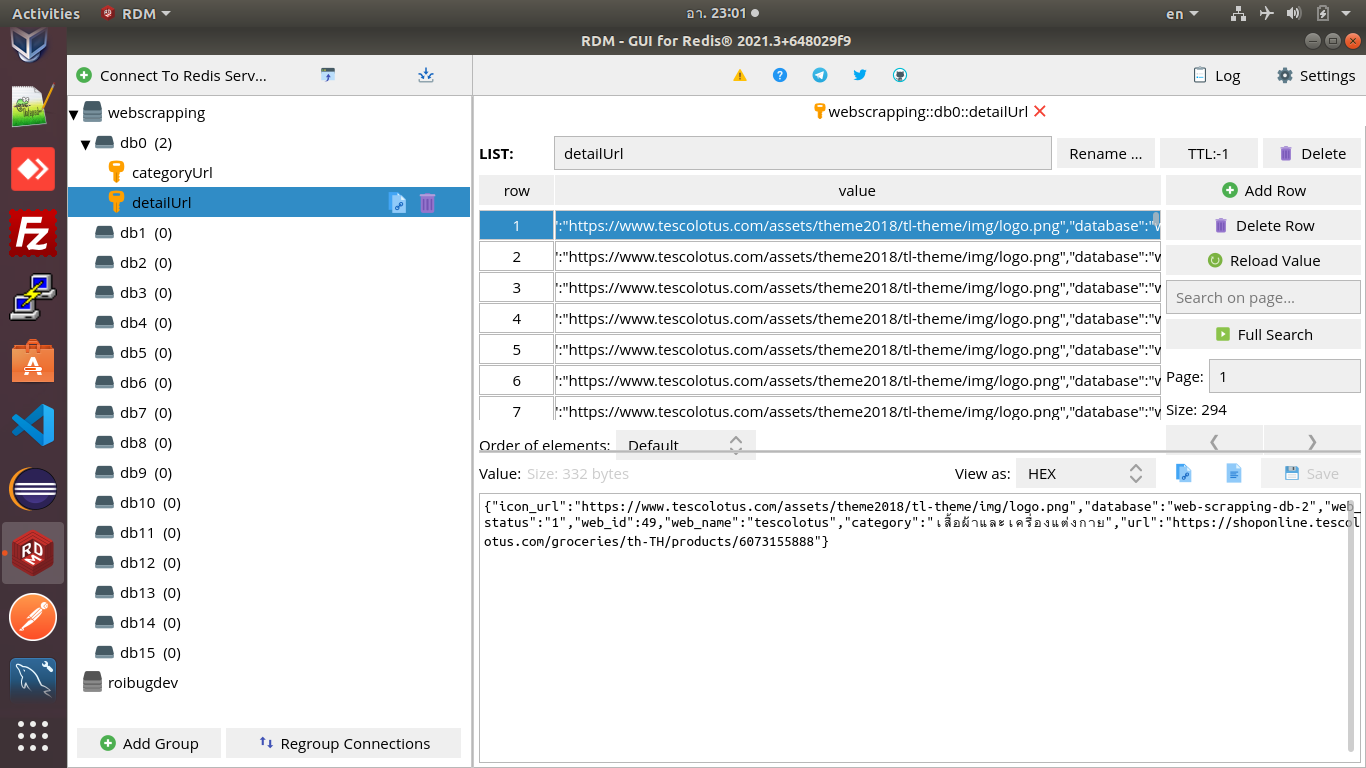 Activities RDM อา. 23:01 en
RDM - GUI for Redis® 2021.3+648029f9
Connect To Redis Serv... Log Settings
webscrapping
db0 (2)
categoryUrl
detailUrl
db1 (0)
db2 (0)
db3 (0)
db4 (0)
db5 (0)
db6 (0)
db7 (0)
db8 (0)
db9 (0)
db10 (0)
db11 (0)
db12 (0)
db13 (0)
db14 (0)
db15 (0)
roibugdev
Add Group Regroup Connections
webscrapping::db0::detailUrl
LIST: detailUrl Rename ... TTL:-1 Delete
row value
1 ":"https://www.tescolotus.com/assets/theme2018/tl-theme/img/logo.png","database":"w
2 ":"https://www.tescolotus.com/assets/theme2018/tl-theme/img/logo.png","database":"w
3 ":"https://www.tescolotus.com/assets/theme2018/tl-theme/img/logo.png","database":"w
4 ":"https://www.tescolotus.com/assets/theme2018/tl-theme/img/logo.png","database":"w
5 ":"https://www.tescolotus.com/assets/theme2018/tl-theme/img/logo.png","database":"w
6 ":"https://www.tescolotus.com/assets/theme2018/tl-theme/img/logo.png","database":"w
7 ":"https://www.tescolotus.com/assets/theme2018/tl-theme/img/logo.png","database":"w
Add Row
Delete Row
Reload Value
Search on page...
Full Search
Page: 1
Size: 294
Order of elements: Default
Value: Size: 332 bytes View as: HEX Save
{"icon_url":"https://www.tescolotus.com/assets/theme2018/tl-theme/img/logo.png","database":"web-scrapping-db-2","web_
status":"1","web_id":49,"web_name":"tescolotus","category":"เสื้อผ้าและเครื่องแต่งกาย","url":"https://shoponline.tescol
otus.com/groceries/th-TH/products/6073155888"}